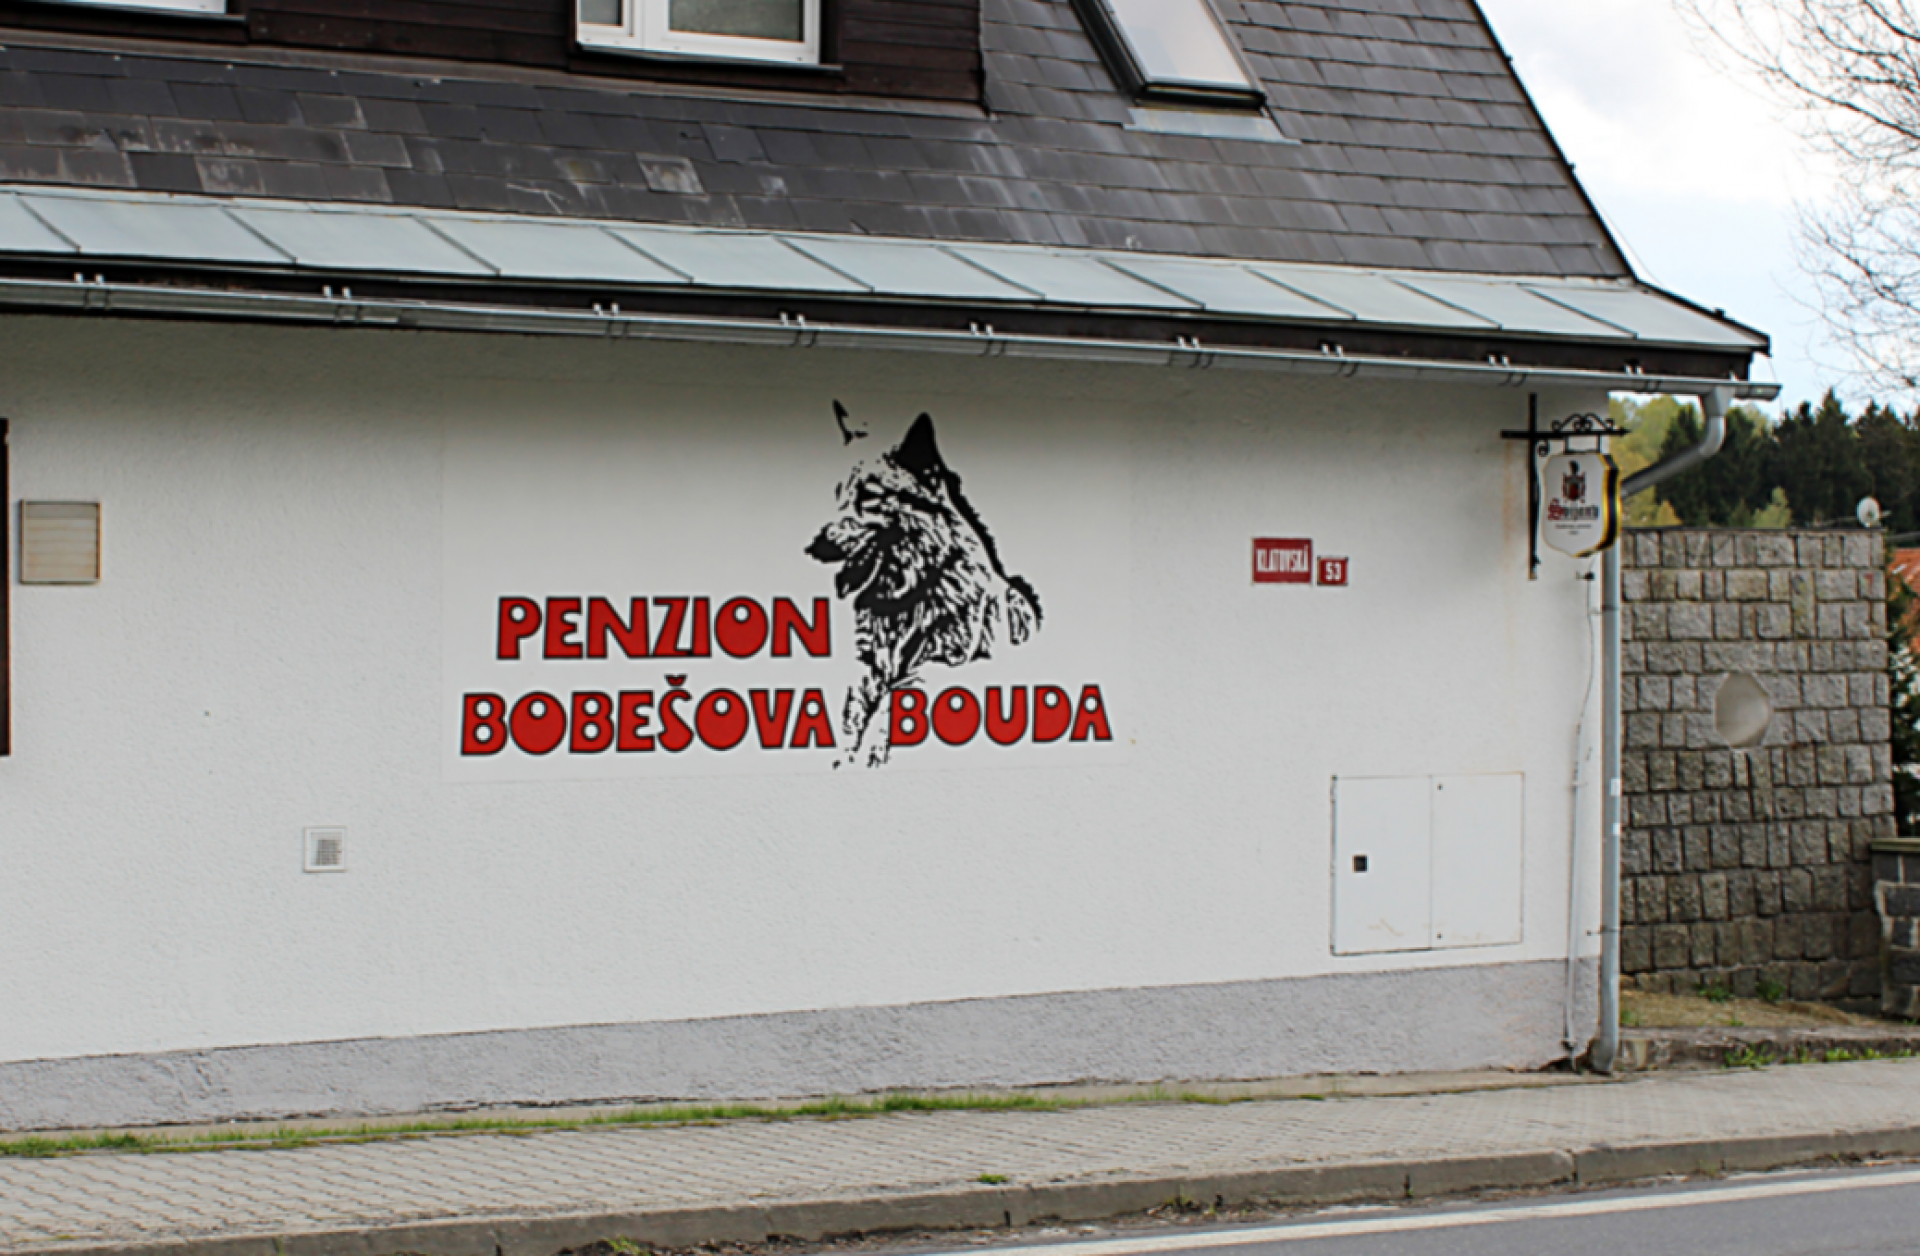 PENZION
BOBEŠOVA BOUDA
KLATOVSKÁ
53